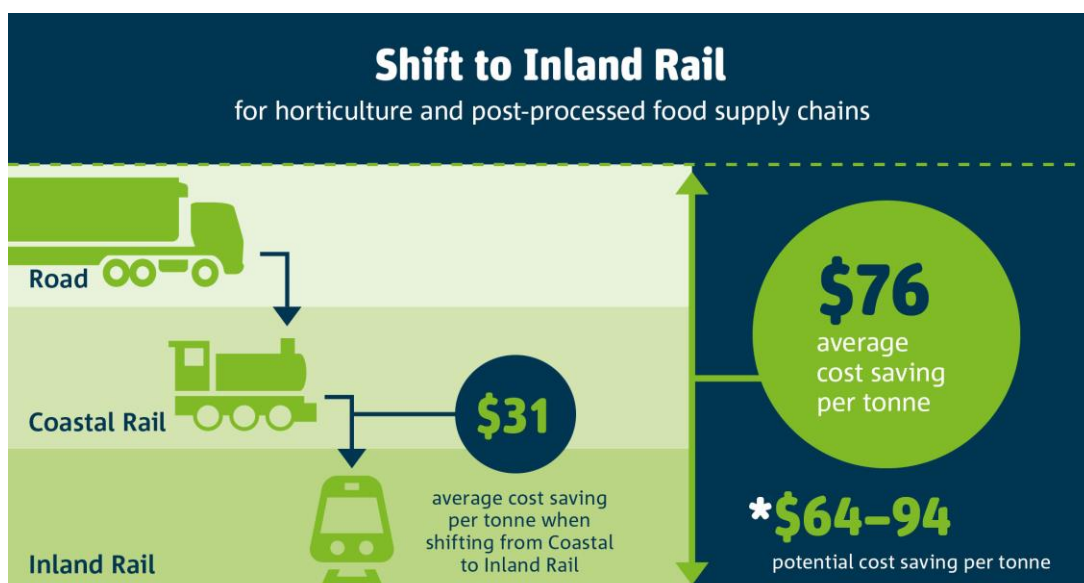 Shift to Inland Rail
for horticulture and post-processed food supply chains
Road
Coastal Rail
$31
average cost saving
per tonne when
shifting from Coastal
to Inland Rail
Inland Rail
$76
average
cost saving
per tonne
*$64–94
potential cost saving per tonne